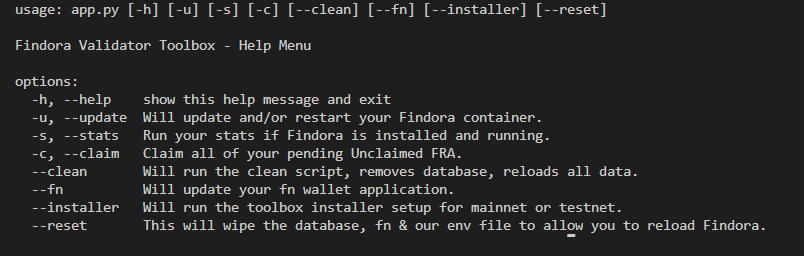 usage: app.py [-h] [-u] [-s] [-c] [--clean] [--fn] [--installer] [--reset]
Findora Validator Toolbox - Help Menu
options:
-h, --help    show this help message and exit
-u, --update  Will update and/or restart your Findora container.
-s, --stats   Run your stats if Findora is installed and running.
-c, --claim   Claim all of your pending Unclaimed FRA.
--clean       Will run the clean script, removes database, reloads all data.
--fn          Will update your fn wallet application.
--installer   Will run the toolbox installer setup for mainnet or testnet.
--reset       This will wipe the database, fn & our env file to allow you to reload Findora.